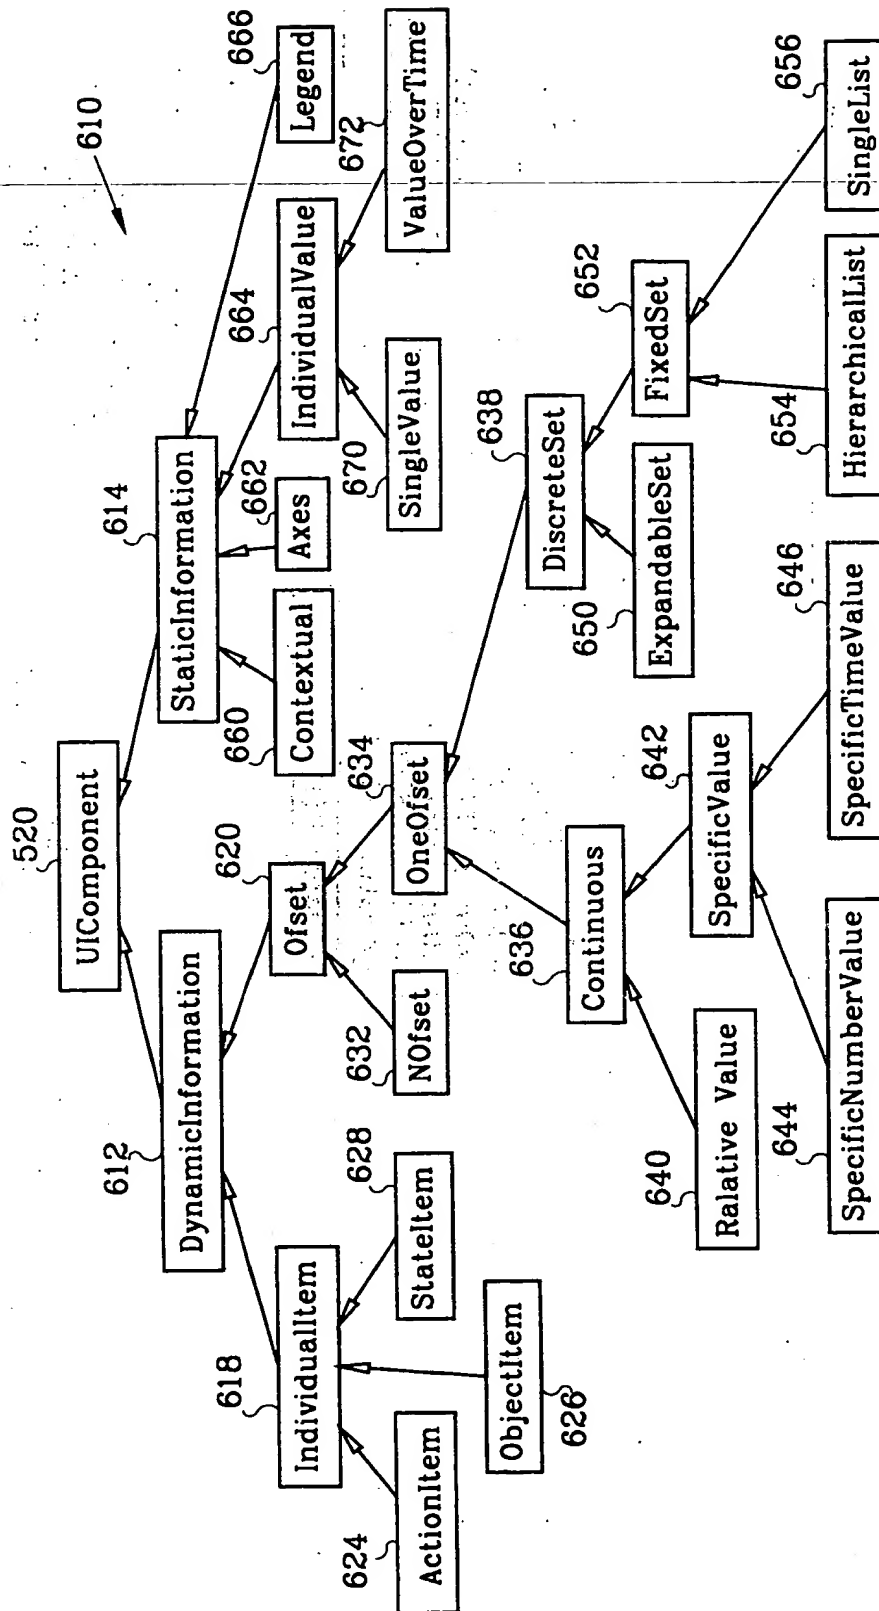 610
520
UIComponent
612
DynamicInformation
614
StaticInformation
618
IndividualItem
620
Ofset
660
Contextual
662
Axes
664
IndividualValue
666
Legend
624
ActionItem
626
ObjectItem
628
StateItem
632
NOfset
634
OneOfset
670
SingleValue
672
ValueOverTime
636
Continuous
638
DiscreteSet
640
Ralative Value
642
SpecificValue
650
ExpandableSet
652
FixedSet
644
SpecificNumberValue
646
SpecificTimeValue
654
HierarchicalList
656
SingleList